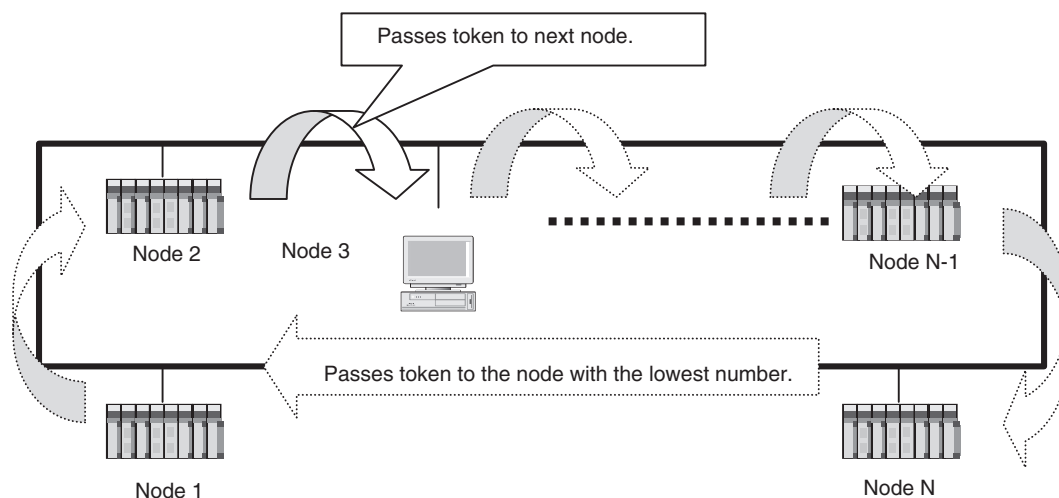 Passes token to next node.
Node 2
Node 3
Node N-1
Passes token to the node with the lowest number.
Node 1
Node N